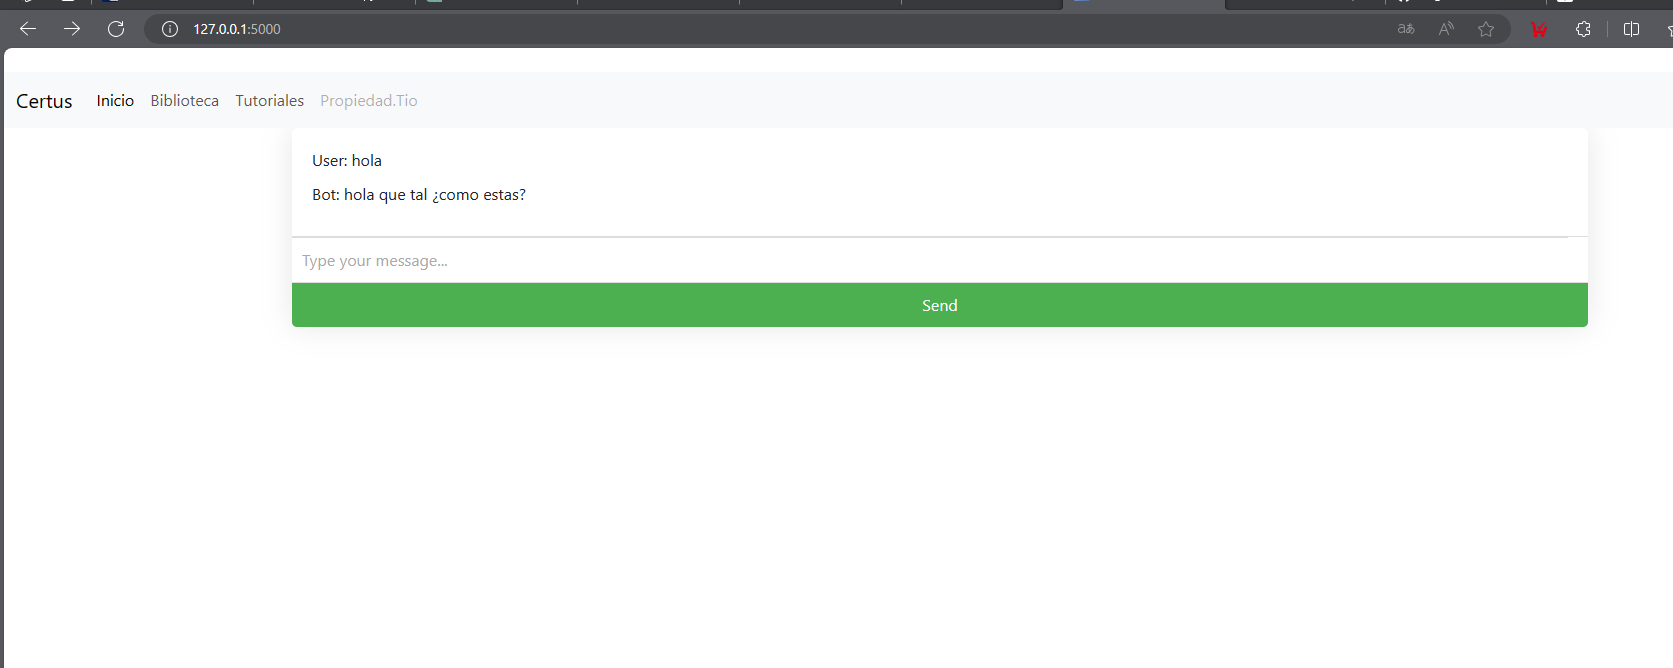 127.0.0.1:5000
Certus Inicio Biblioteca Tutoriales Propiedad.Tio
User: hola
Bot: hola que tal ¿como estas?
Type your message...
Send